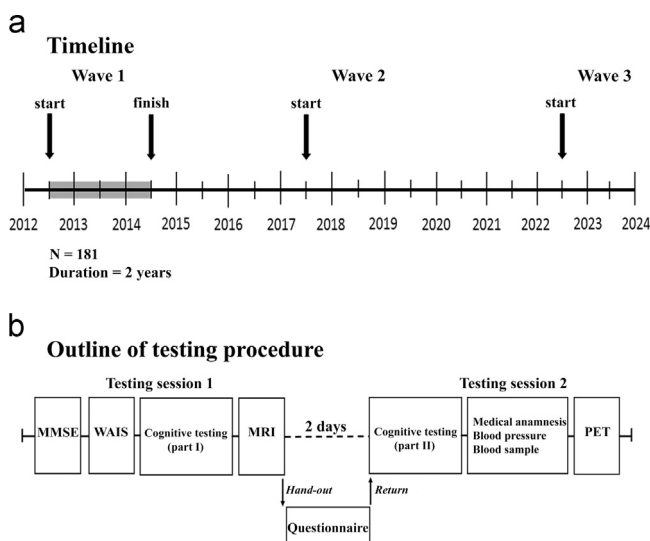 a
Timeline
Wave 1 Wave 2 Wave 3
start finish start start
2012 2013 2014 2015 2016 2017 2018 2019 2020 2021 2022 2023 2024
N = 181
Duration = 2 years
b
Outline of testing procedure
Testing session 1 Testing session 2
MMSE WAIS Cognitive testing (part I) MRI 2 days Cognitive testing (part II) Medical anamnesis Blood pressure Blood sample PET
Hand-out Return
Questionnaire